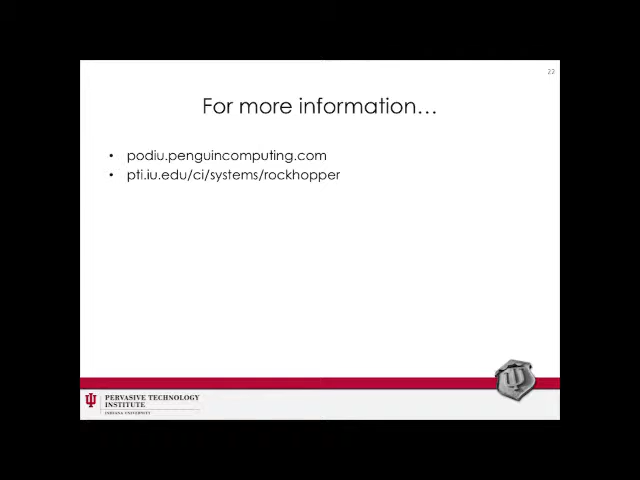 22
For more information…
• podiu.penguincomputing.com
• pti.iu.edu/ci/systems/rockhopper
PERVASIVE TECHNOLOGY
INSTITUTE
INDIANA UNIVERSITY